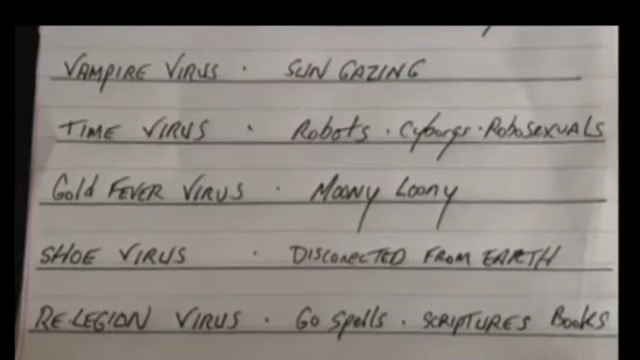 VAMPIRE VIRUS · SUN GAZING
TIME VIRUS · Robots · Cyborgs · RoboSEXUALS
Gold FEVER VIRUS · Moony Loony
SHOE VIRUS · DISCONECTED FROM EARTH
RE-LEGION VIRUS · Go Spells · SCRIPTURES Books